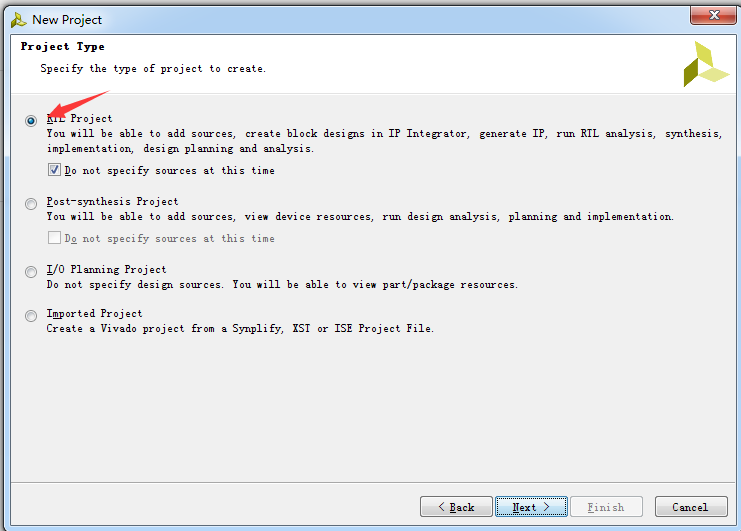 New Project
Project Type
Specify the type of project to create.
RTL Project
You will be able to add sources, create block designs in IP Integrator, generate IP, run RTL analysis, synthesis,
implementation, design planning and analysis.
Do not specify sources at this time
Post-synthesis Project
You will be able to add sources, view device resources, run design analysis, planning and implementation.
Do not specify sources at this time
I/O Planning Project
Do not specify design sources. You will be able to view part/package resources.
Imported Project
Create a Vivado project from a Synplify, XST or ISE Project File.
< Back Next > Finish Cancel